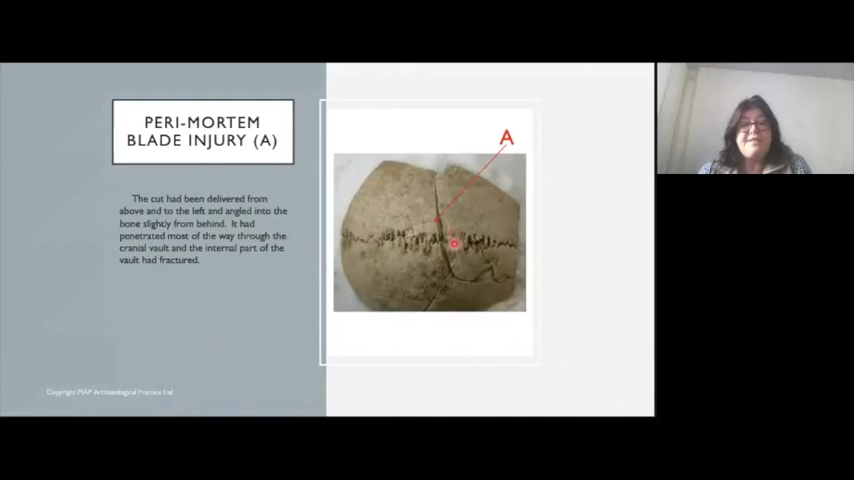 PERI-MORTEM
BLADE INJURY (A)
A
The cut had been delivered from
above and to the left and angled into the
bone slightly from behind. It had
penetrated most of the way through the
cranial vault and the internal part of the
vault had fractured.
Copyright MAP Archaeological Practice Ltd